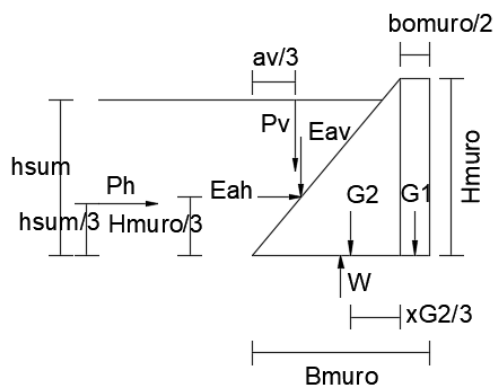 bomuro/2
av/3
Pv
Eav
hsum
Hmuro
Ph
Eah
G2
G1
hsum/3
Hmuro/3
W
xG2/3
Bmuro